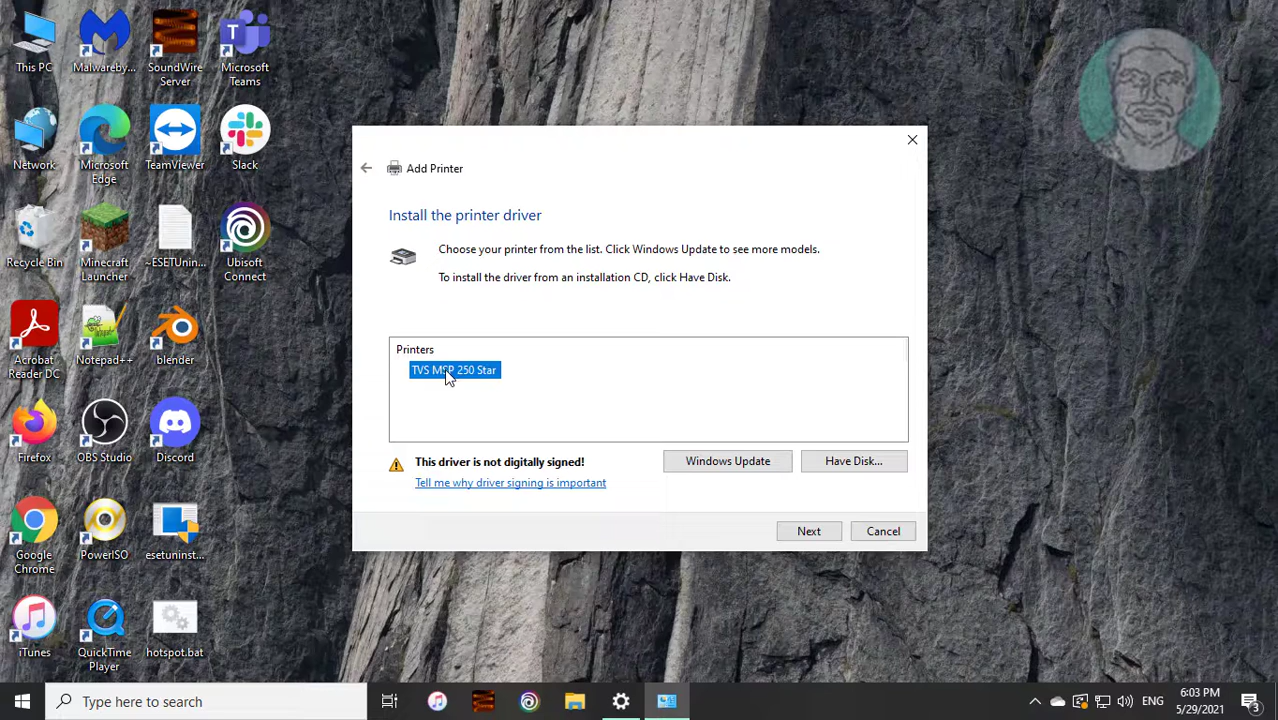 This PC
Malwareby...
SoundWire
Server
Microsoft
Teams
Network
Microsoft
Edge
TeamViewer
Slack
Recycle Bin
Minecraft
Launcher
~ESETUnin...
Ubisoft
Connect
Acrobat
Reader DC
Notepad++
blender
Firefox
OBS Studio
Discord
Google
Chrome
PowerISO
esetuninst...
iTunes
QuickTime
Player
hotspot.bat
Add Printer
Install the printer driver
Choose your printer from the list. Click Windows Update to see more models.
To install the driver from an installation CD, click Have Disk.
Printers
TVS MSP 250 Star
This driver is not digitally signed!
Tell me why driver signing is important
Windows Update
Have Disk...
Next
Cancel
Type here to search
ENG
6:03 PM
5/29/2021
3